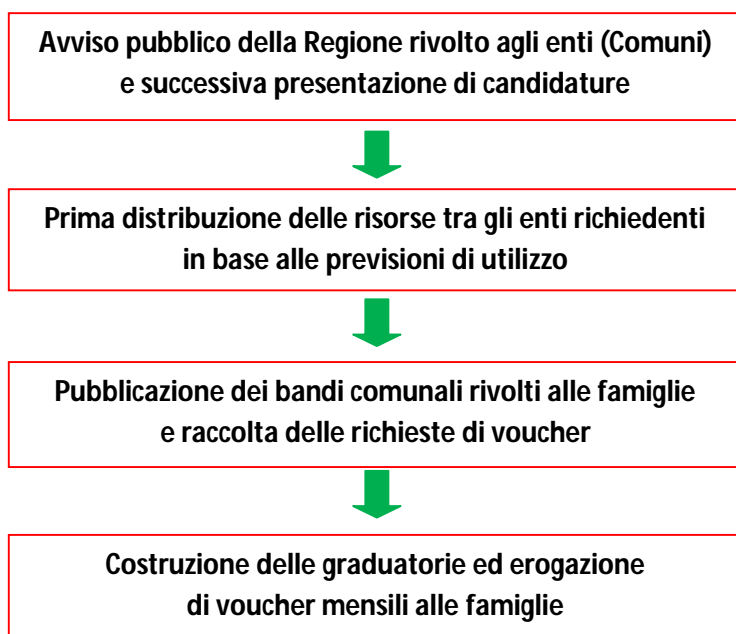 Avviso pubblico della Regione rivolto agli enti (Comuni)
e successiva presentazione di candidature
Prima distribuzione delle risorse tra gli enti richiedenti
in base alle previsioni di utilizzo
Pubblicazione dei bandi comunali rivolti alle famiglie
e raccolta delle richieste di voucher
Costruzione delle graduatorie ed erogazione
di voucher mensili alle famiglie